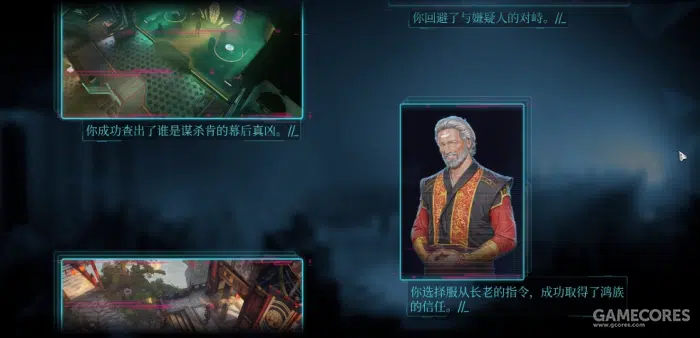 你回避了与嫌疑人的对峙。//_
你成功查出了谁是谋杀肯的幕后真凶。//_
你选择服从长老的指令，成功取得了鸿族
的信任。//_
GAMECORES
www.gcores.com